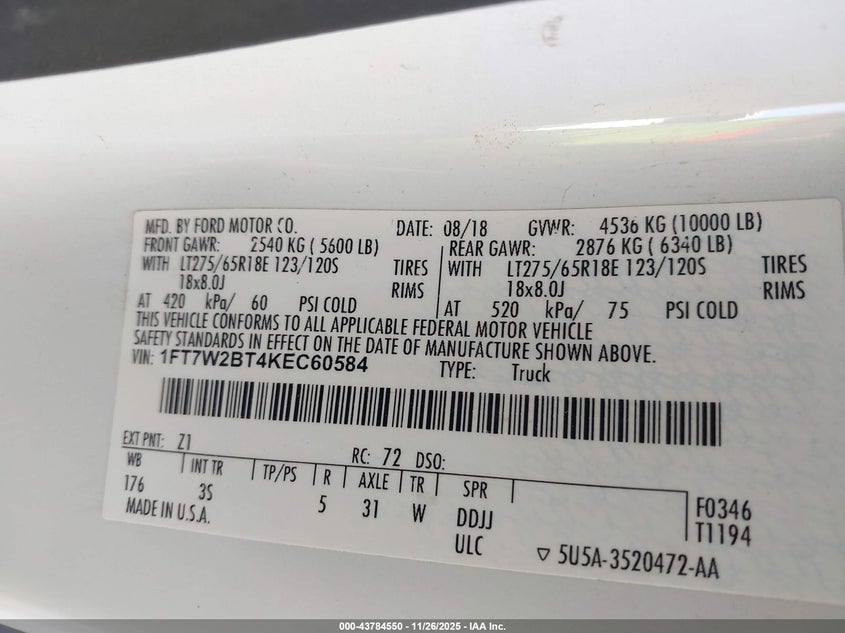 MFD. BY FORD MOTOR CO. DATE: 08/18 GVWR: 4536 KG (10000 LB)
FRONT GAWR: 2540 KG ( 5600 LB) REAR GAWR: 2876 KG ( 6340 LB)
WITH LT275/65R18E 123/120S TIRES WITH LT275/65R18E 123/120S TIRES
18x8.0J RIMS 18x8.0J RIMS
AT 420 kPa/ 60 PSI COLD AT 520 kPa/ 75 PSI COLD
THIS VEHICLE CONFORMS TO ALL APPLICABLE FEDERAL MOTOR VEHICLE
SAFETY STANDARDS IN EFFECT ON THE DATE OF MANUFACTURE SHOWN ABOVE.
VIN: 1FT7W2BT4KEC60584 TYPE: Truck
EXT PNT: Z1 RC: 72 DSO:
WB INT TR TP/PS R AXLE TR SPR
176 3S 5 31 W DDJJ F0346
MADE IN U.S.A. ULC T1194
5U5A-3520472-AA
000-43784550 | 11/26/2025 | IAA Inc.